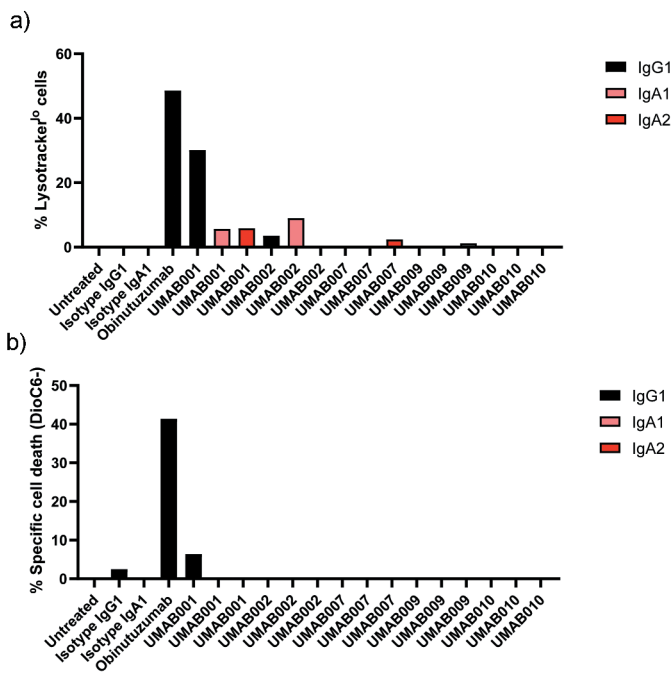 a)
% Lysotracker^lo cells
60
40
20
0
IgG1
IgA1
IgA2
Untreated
Isotype IgG1
Isotype IgA1
Obinutuzumab
UMAB001
UMAB001
UMAB001
UMAB002
UMAB002
UMAB002
UMAB007
UMAB007
UMAB007
UMAB009
UMAB009
UMAB009
UMAB010
UMAB010
UMAB010
b)
% Specific cell death (DioC6-)
50
40
30
20
10
0
IgG1
IgA1
IgA2
Untreated
Isotype IgG1
Isotype IgA1
Obinutuzumab
UMAB001
UMAB001
UMAB001
UMAB002
UMAB002
UMAB002
UMAB007
UMAB007
UMAB007
UMAB009
UMAB009
UMAB009
UMAB010
UMAB010
UMAB010